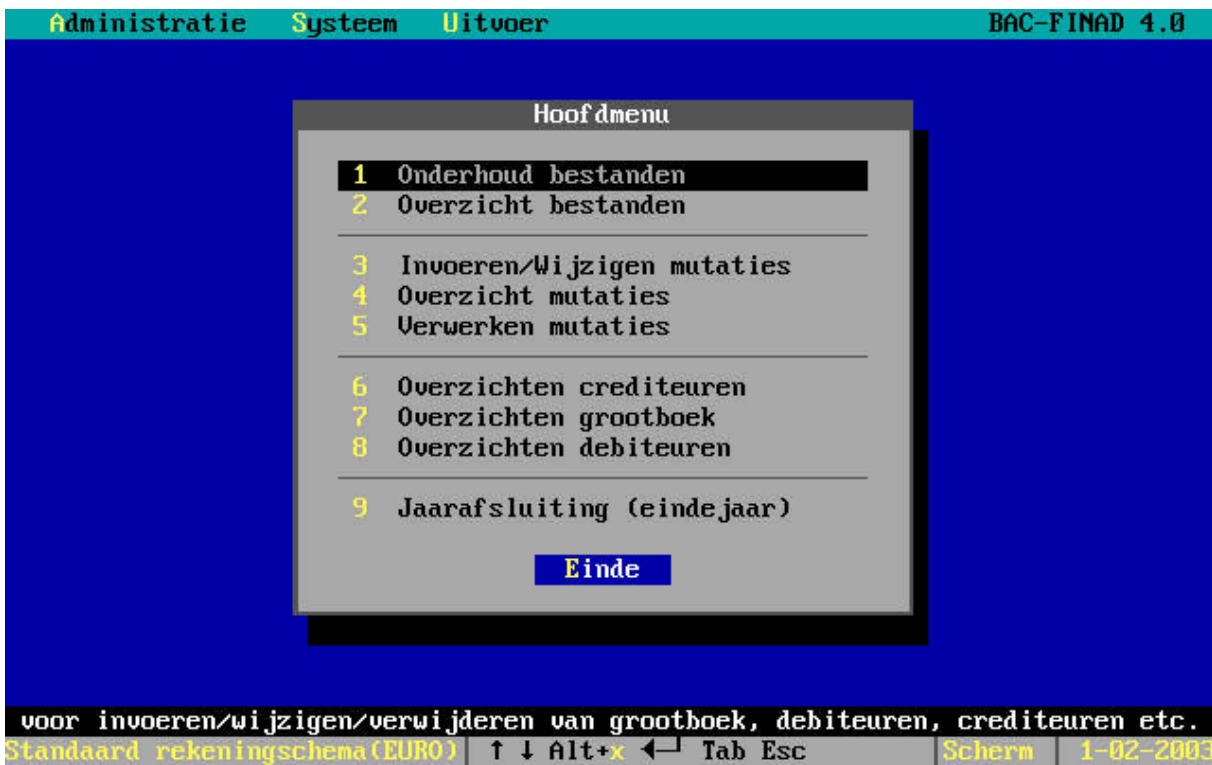 Administratie Systeem Uitvoer BAC-FINAD 4.0
Hoofdmenu
1 Onderhoud bestanden
2 Overzicht bestanden
3 Invoeren/Wijzigen mutaties
4 Overzicht mutaties
5 Verwerken mutaties
6 Overzichten crediteuren
7 Overzichten grootboek
8 Overzichten debiteuren
9 Jaarafsluiting (eindejaar)
Einde
voor invoeren/wijzigen/verwijderen van grootboek, debiteuren, crediteuren etc.
Standaard rekeningschema(EURO) ↑ ↓ Alt+x ◄┘ Tab Esc Scherm 1-02-2003